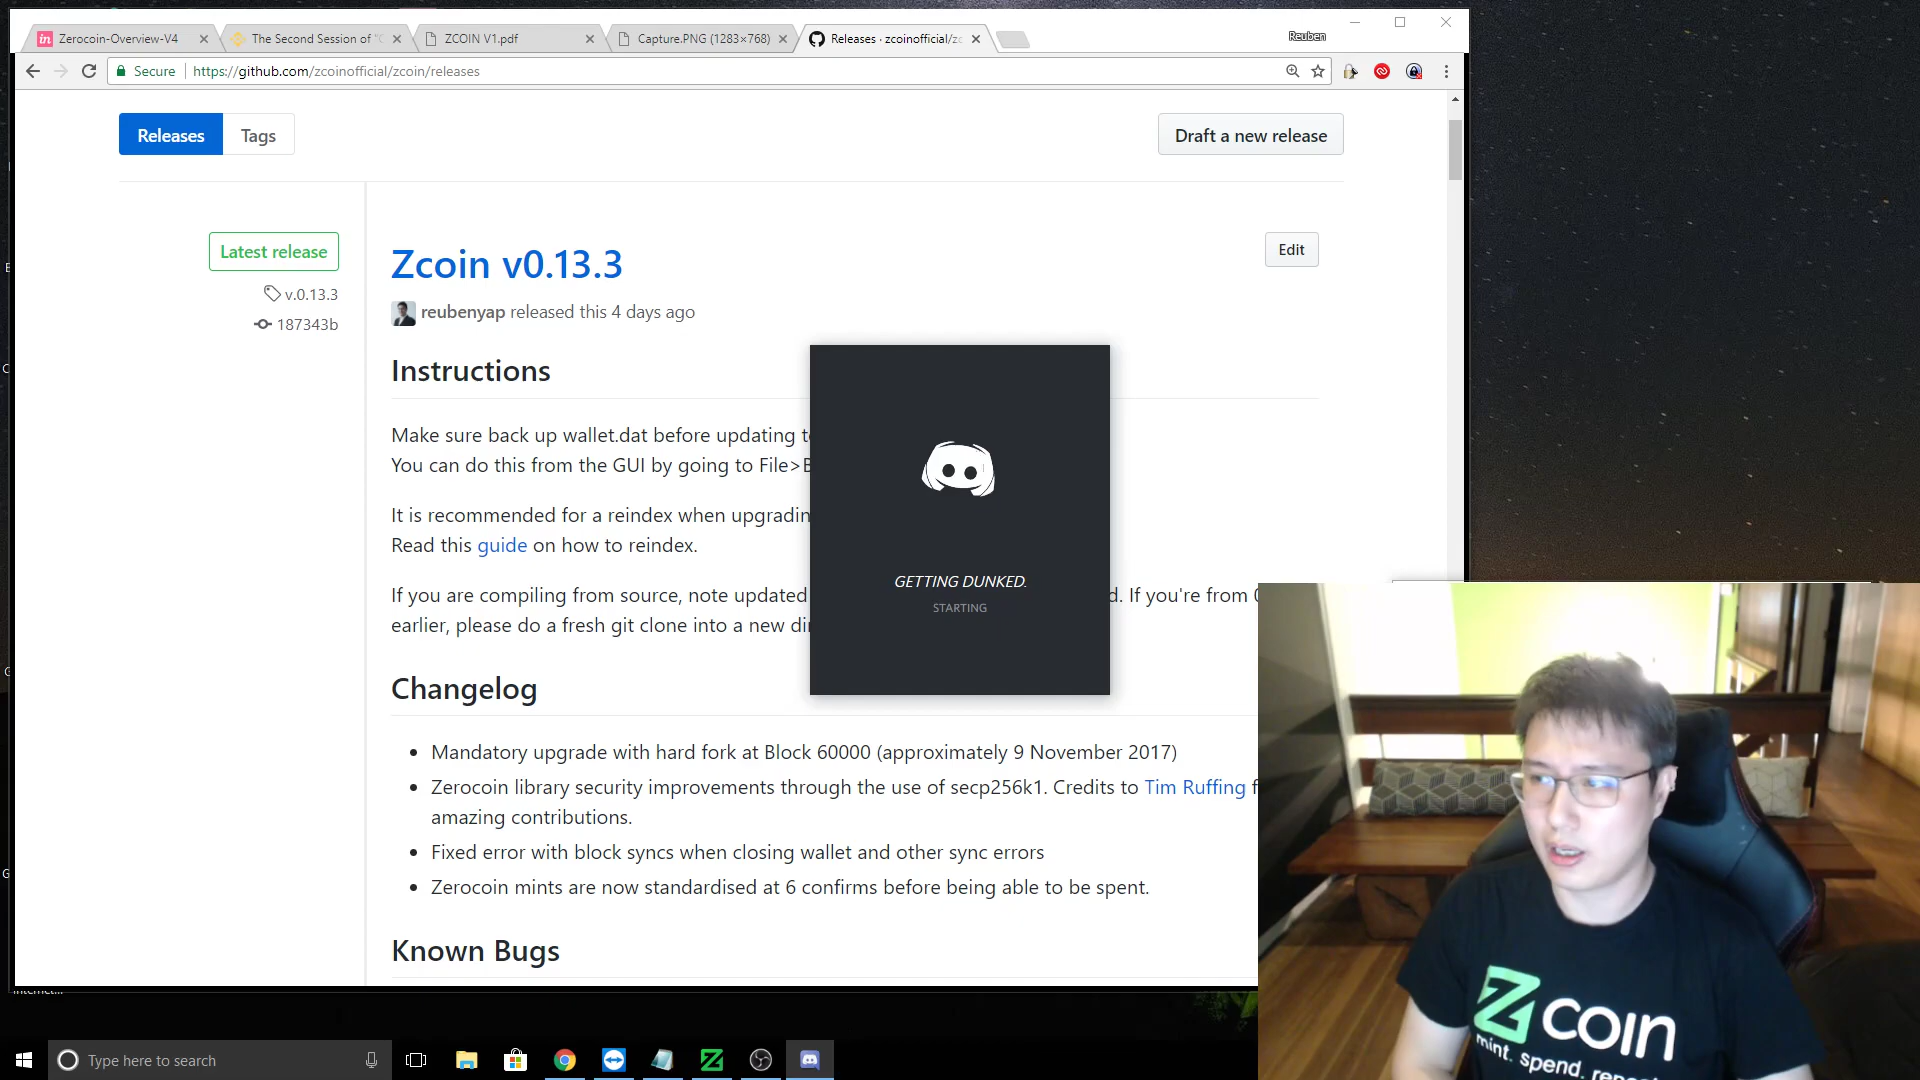 Zerocoin-Overview-V4
The Second Session of "C
ZCOIN V1.pdf
Capture.PNG (1283×768)
Releases · zcoinofficial/zc
Reuben
Secure
https://github.com/zcoinofficial/zcoin/releases
Releases
Tags
Draft a new release
Latest release
v.0.13.3
187343b
Zcoin v0.13.3
Edit
reubenyap released this 4 days ago
Instructions
Make sure back up wallet.dat before updating t
You can do this from the GUI by going to File>B
It is recommended for a reindex when upgradin
Read this guide on how to reindex.
If you are compiling from source, note updated d. If you're from 0
earlier, please do a fresh git clone into a new di
GETTING DUNKED.
STARTING
Changelog
Mandatory upgrade with hard fork at Block 60000 (approximately 9 November 2017)
Zerocoin library security improvements through the use of secp256k1. Credits to Tim Ruffing f
amazing contributions.
Fixed error with block syncs when closing wallet and other sync errors
Zerocoin mints are now standardised at 6 confirms before being able to be spent.
Known Bugs
Zcoin
mint. spend.
Type here to search